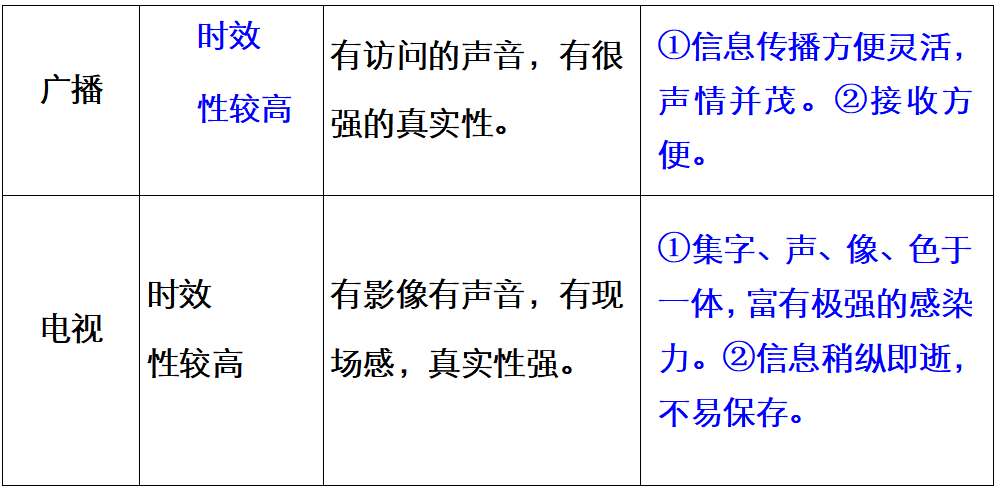 广播
时效
性较高
有访问的声音，有很
强的真实性。
①信息传播方便灵活，
声情并茂。②接收方
便。
电视
时效
性较高
有影像有声音，有现
场感，真实性强。
①集字、声、像、色于
一体，富有极强的感染
力。②信息稍纵即逝，
不易保存。